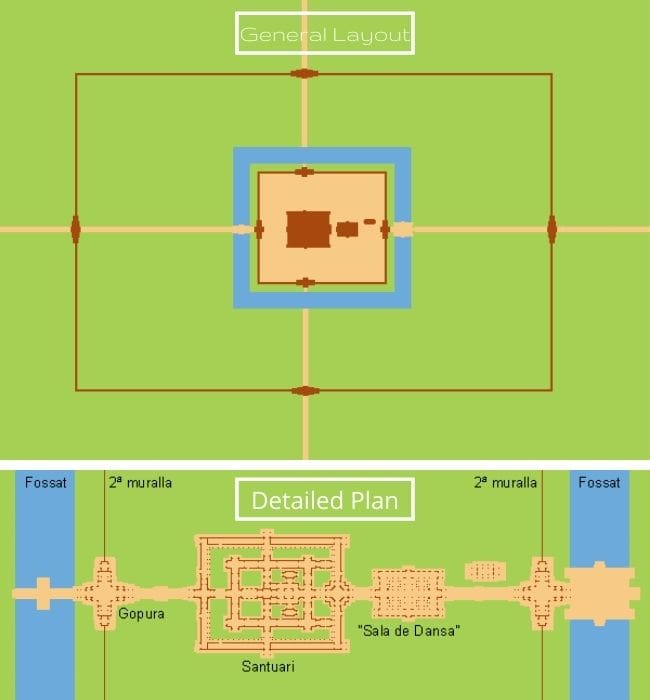 General Layout
Fossat
2ª muralla
2ª muralla
Fossat
Detailed Plan
Gopura
"Sala de Dansa"
Santuari